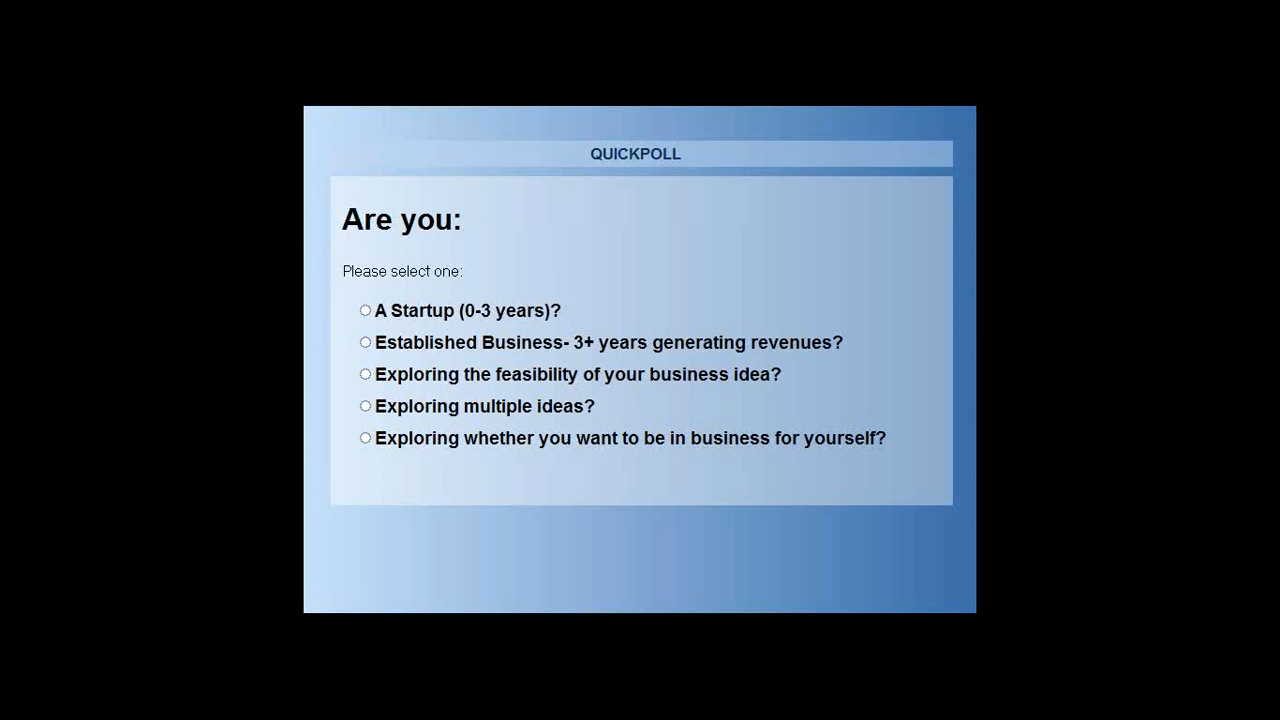 QUICKPOLL
Are you:
Please select one:
A Startup (0-3 years)?
Established Business- 3+ years generating revenues?
Exploring the feasibility of your business idea?
Exploring multiple ideas?
Exploring whether you want to be in business for yourself?